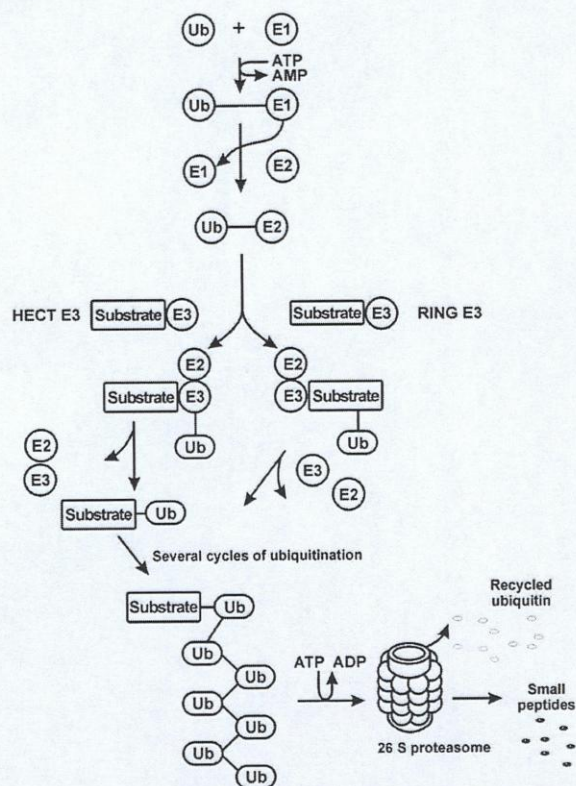 Ub + E1
ATP
AMP
Ub E1
E1 E2
Ub E2
HECT E3 Substrate E3 Substrate E3 RING E3
E2 E2
Substrate E3 E3 Substrate
Ub Ub
E2
E3
E3
E2
Substrate Ub
Several cycles of ubiquitination
Substrate Ub
Ub
Ub
Ub
Ub
Ub
Ub
ATP ADP
26 S proteasome
Recycled
ubiquitin
Small
peptides